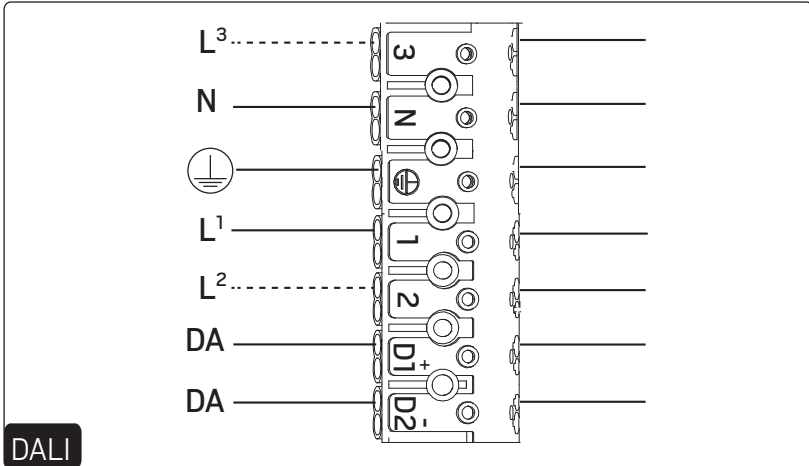 L³ 3
N N
L¹ 1
L² 2
DA D1+
DA D2-
DALI